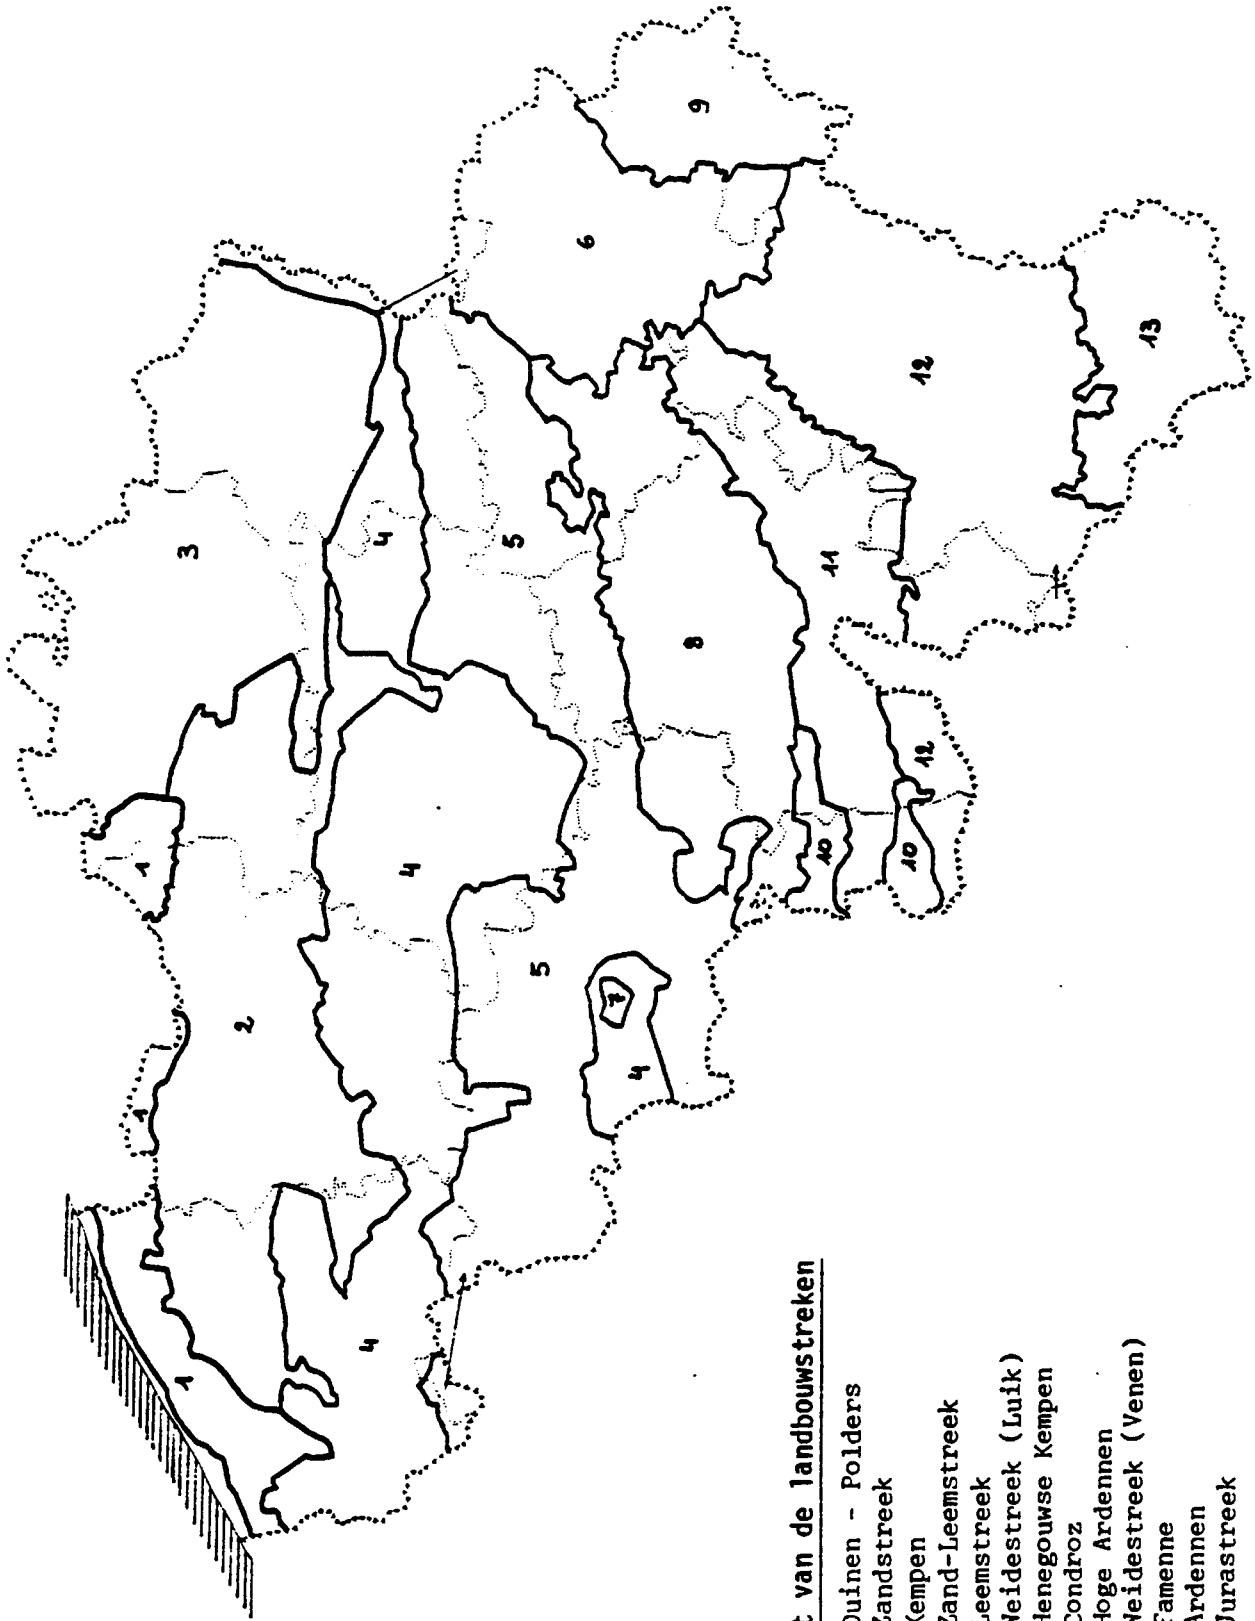 1
1
1
3
2
4
4
4
5
5
6
7
4
8
9
10
11
10
12
12
13
t van de landbouwstreken
Duinen - Polders
Zandstreek
Kempen
Zand-Leemstreek
Leemstreek
Weidestreek (Luik)
Henegouwse Kempen
Condroz
Hoge Ardennen
Weidestreek (Venen)
Famenne
Ardennen
Jurastreek